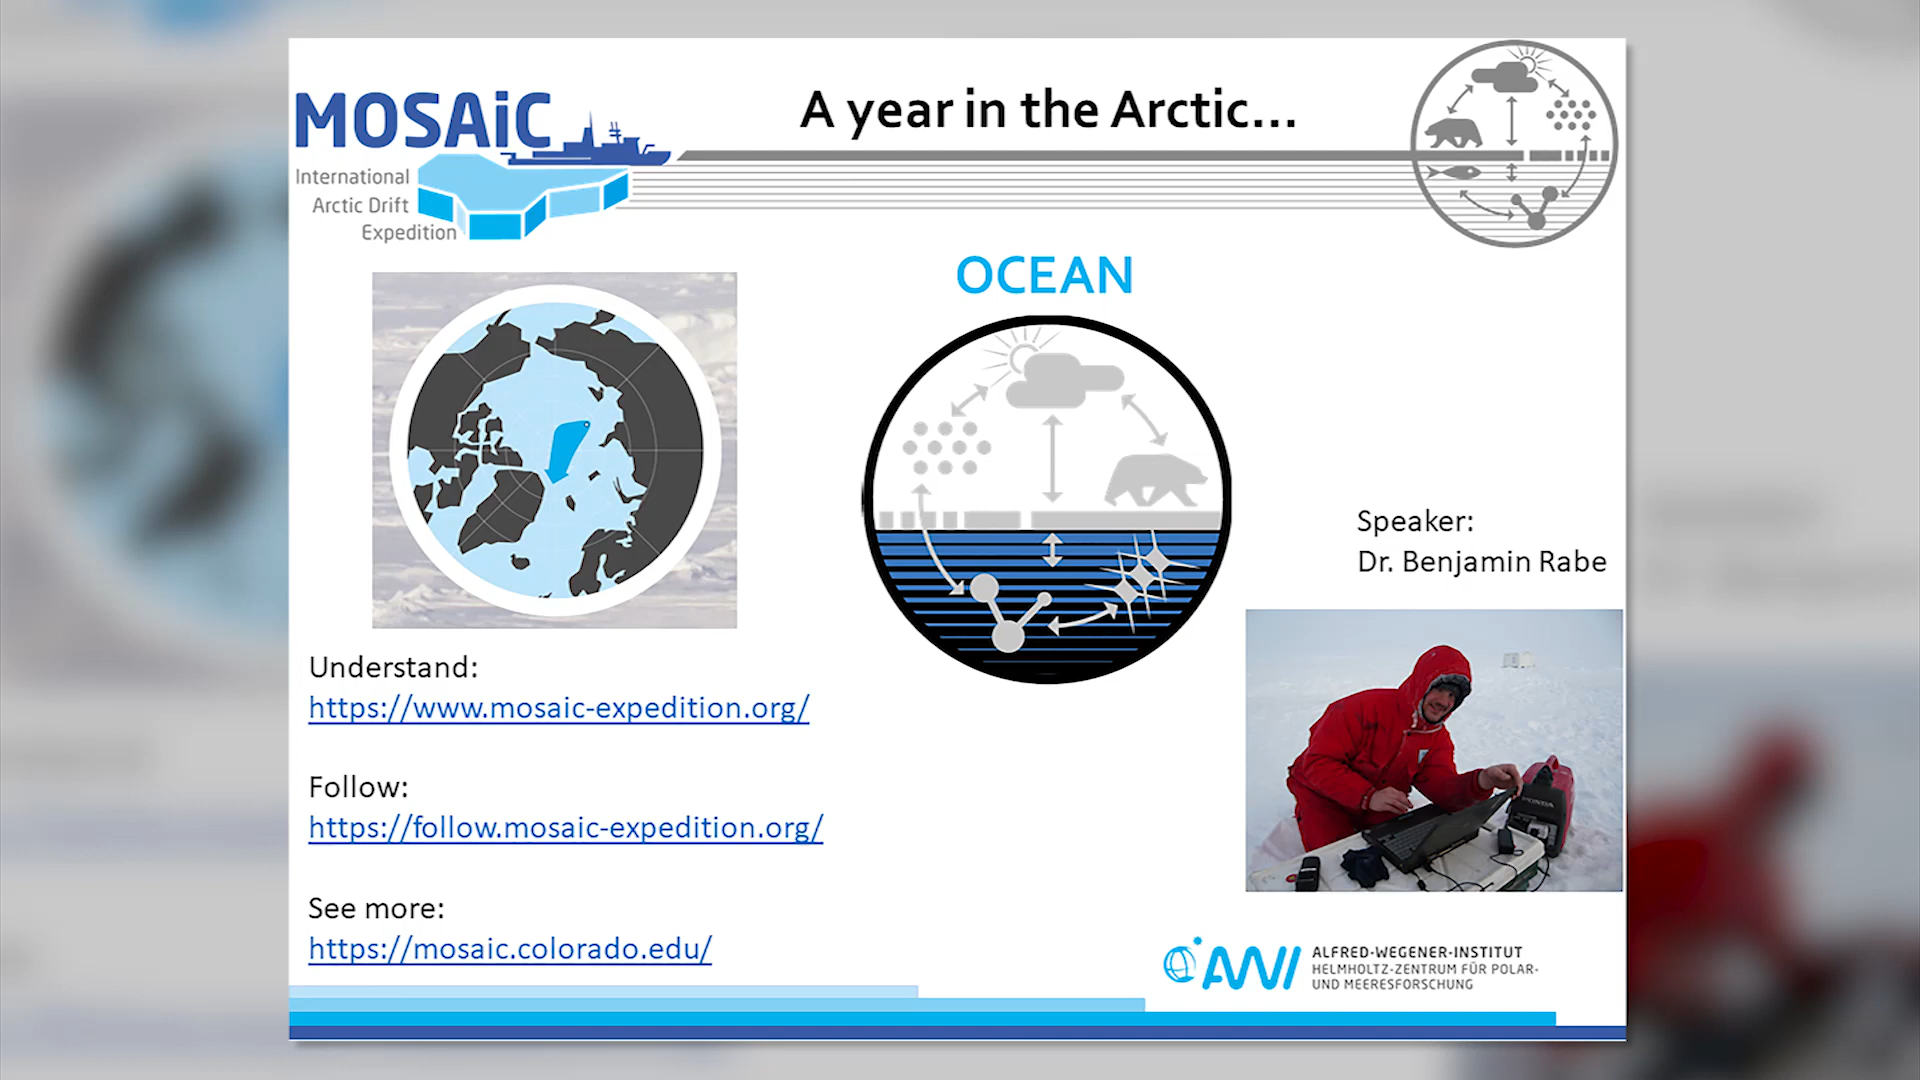 MOSAiC
International
Arctic Drift
Expedition
A year in the Arctic...
OCEAN
Speaker:
Dr. Benjamin Rabe
Understand:
https://www.mosaic-expedition.org/
Follow:
https://follow.mosaic-expedition.org/
See more:
https://mosaic.colorado.edu/
HONDA
AWI
ALFRED-WEGENER-INSTITUT
HELMHOLTZ-ZENTRUM FÜR POLAR-
UND MEERESFORSCHUNG